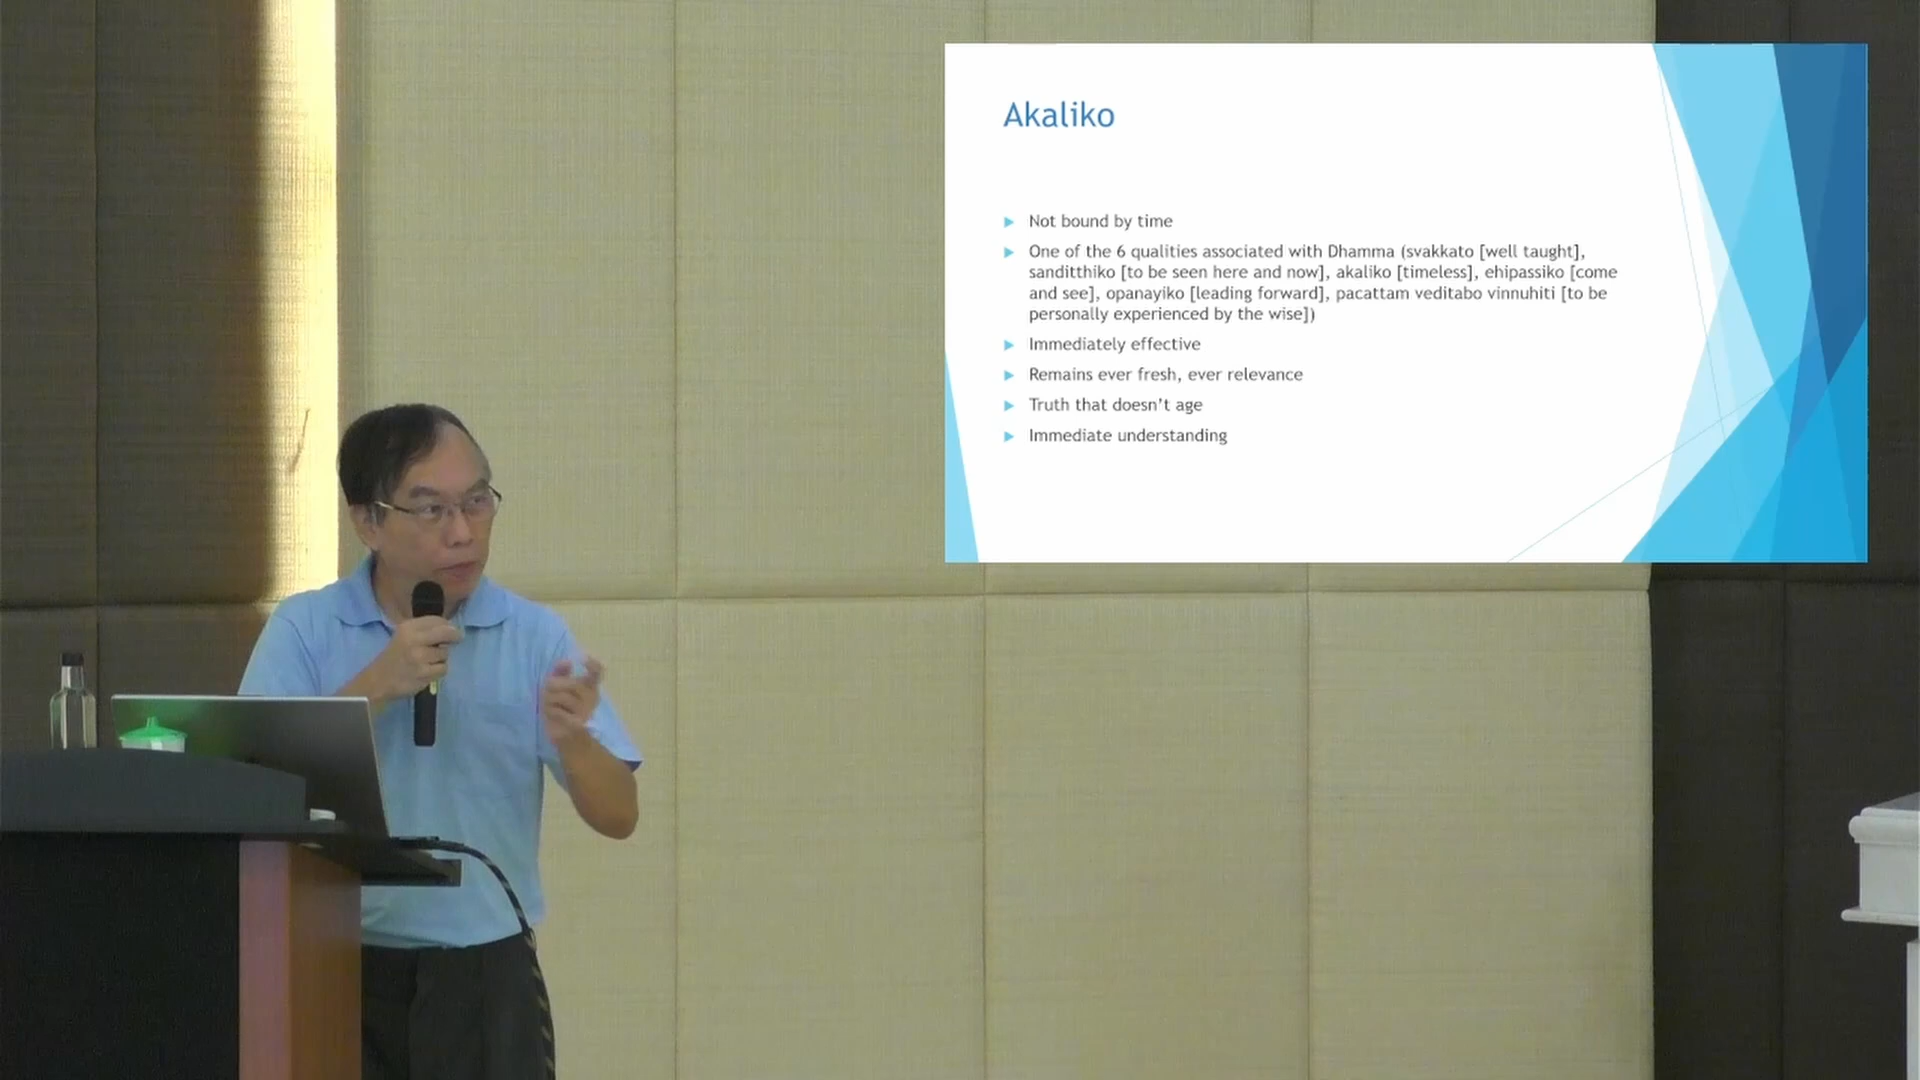 Akaliko
Not bound by time
One of the 6 qualities associated with Dhamma (svakkato [well taught],
sanditthiko [to be seen here and now], akaliko [timeless], ehipassiko [come
and see], opanayiko [leading forward], pacattam veditabo vinnuhiti [to be
personally experienced by the wise])
Immediately effective
Remains ever fresh, ever relevance
Truth that doesn’t age
Immediate understanding